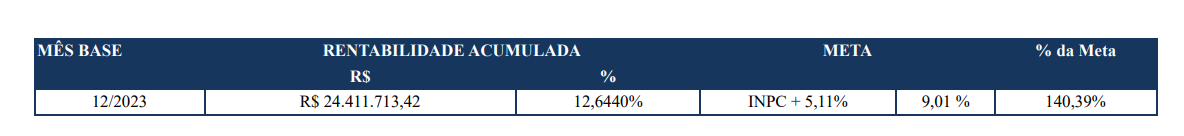 MÊS BASE RENTABILIDADE ACUMULADA META % da Meta
R$ %
12/2023 R$ 24.411.713,42 12,6440% INPC + 5,11% 9,01 % 140,39%